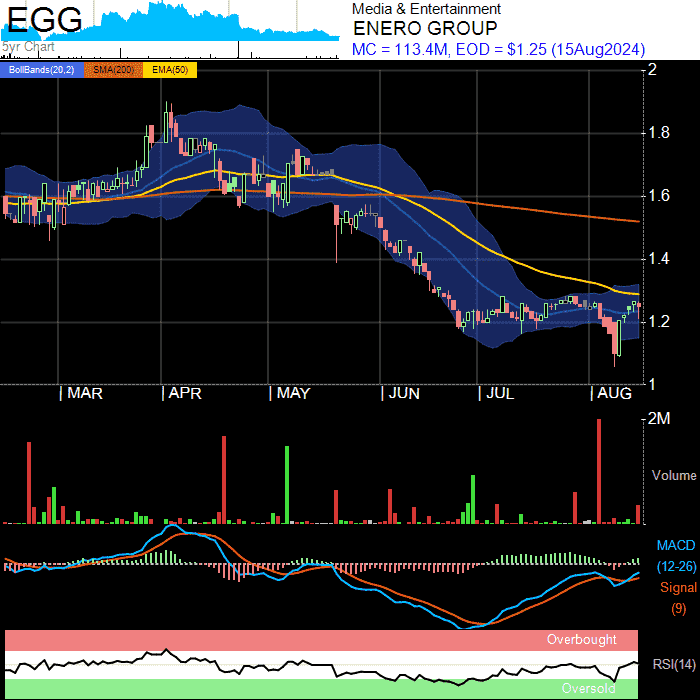 EGG
5yr Chart
Media & Entertainment
ENERO GROUP
MC = 113.4M, EOD = $1.25 (15Aug2024)
BollBands(20,2) SMA(200) EMA(50)
2
1.8
1.6
1.4
1.2
1
| MAR | APR | MAY | JUN | JUL | AUG
2M
Volume
MACD
(12-26)
Signal
(9)
Overbought
RSI(14)
Oversold